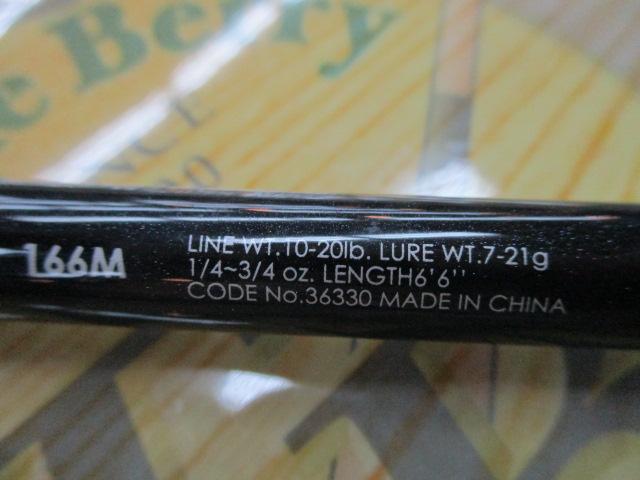 Berry
166M
LINE WT.10-20lb. LURE WT.7-21g
1/4~3/4 oz. LENGTH6'6''
CODE No.36330 MADE IN CHINA